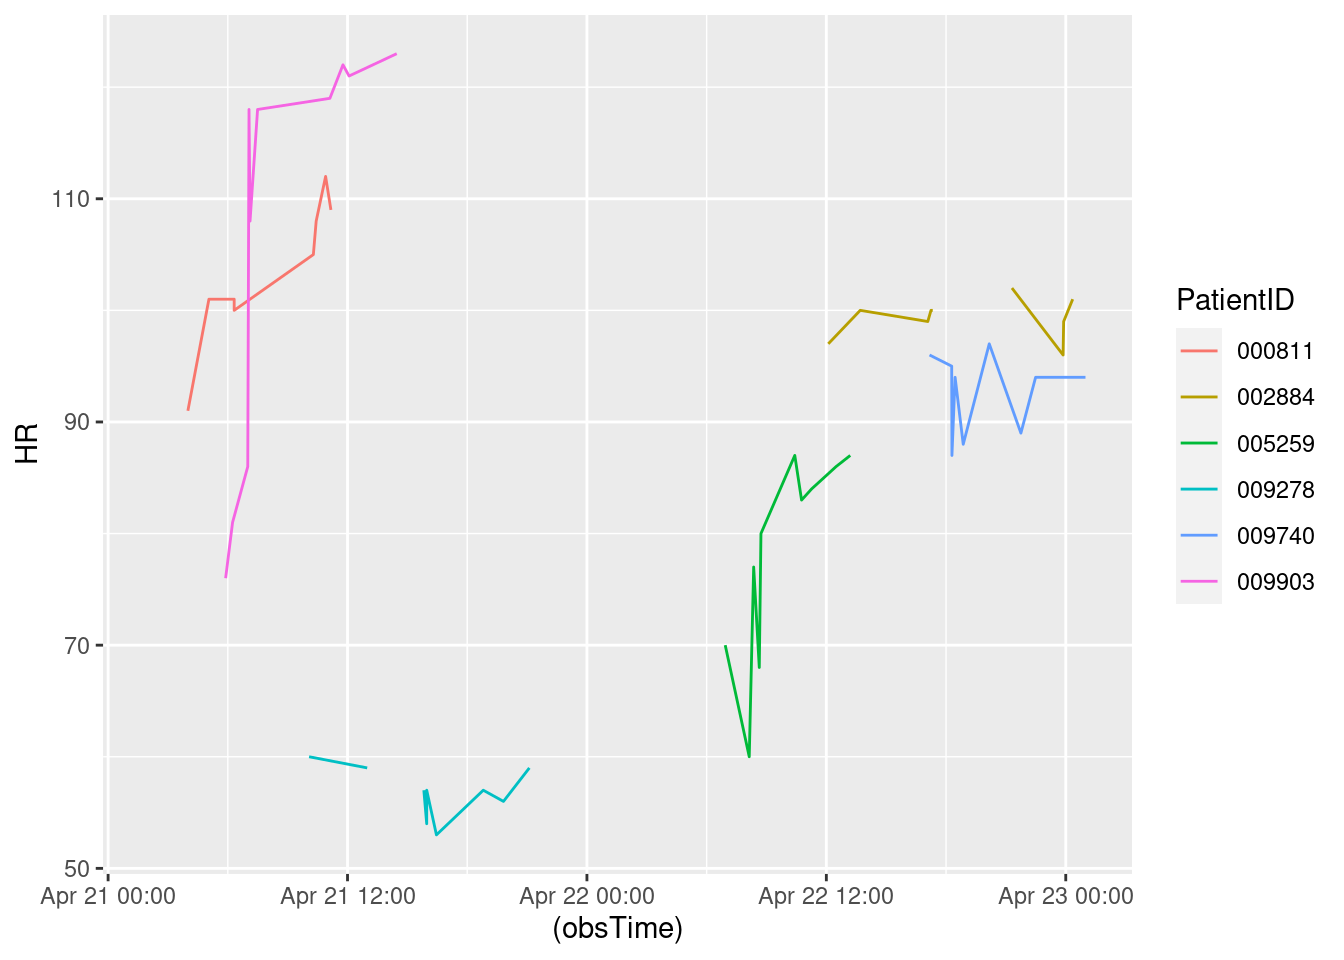 HR
110
90
70
50
Apr 21 00:00
Apr 21 12:00
Apr 22 00:00
Apr 22 12:00
Apr 23 00:00
(obsTime)
PatientID
000811
002884
005259
009278
009740
009903